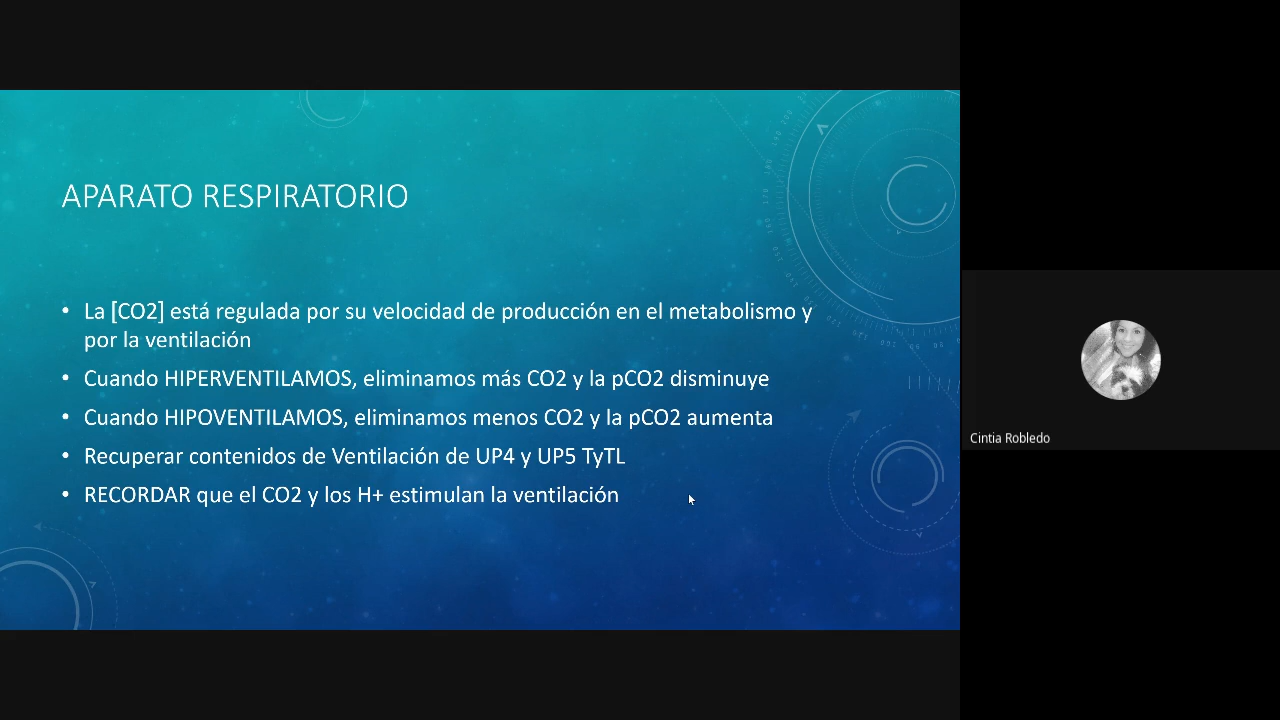 APARATO RESPIRATORIO
• La [CO2] está regulada por su velocidad de producción en el metabolismo y
por la ventilación
• Cuando HIPERVENTILAMOS, eliminamos más CO2 y la pCO2 disminuye
• Cuando HIPOVENTILAMOS, eliminamos menos CO2 y la pCO2 aumenta
• Recuperar contenidos de Ventilación de UP4 y UP5 TyTL
• RECORDAR que el CO2 y los H+ estimulan la ventilación
Cintia Robledo